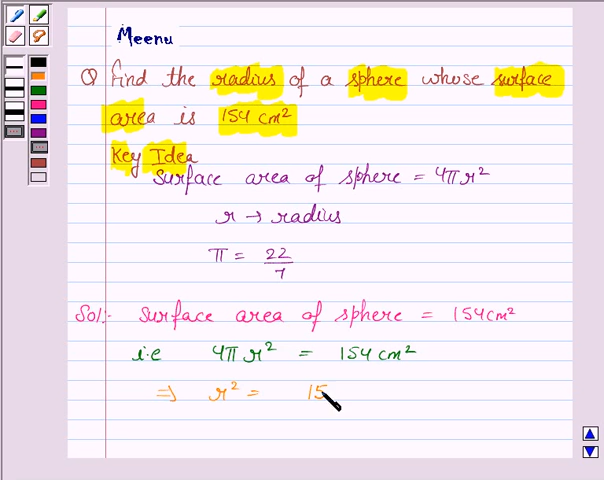 Meenu
Q Find the radius of a sphere whose surface
area is 154 cm²
Key Idea
Surface area of sphere = 4πr²
r → radius
π = 22/7
Sol:- Surface area of sphere = 154cm²
i.e 4πr² = 154 cm²
⇒ r² = 15